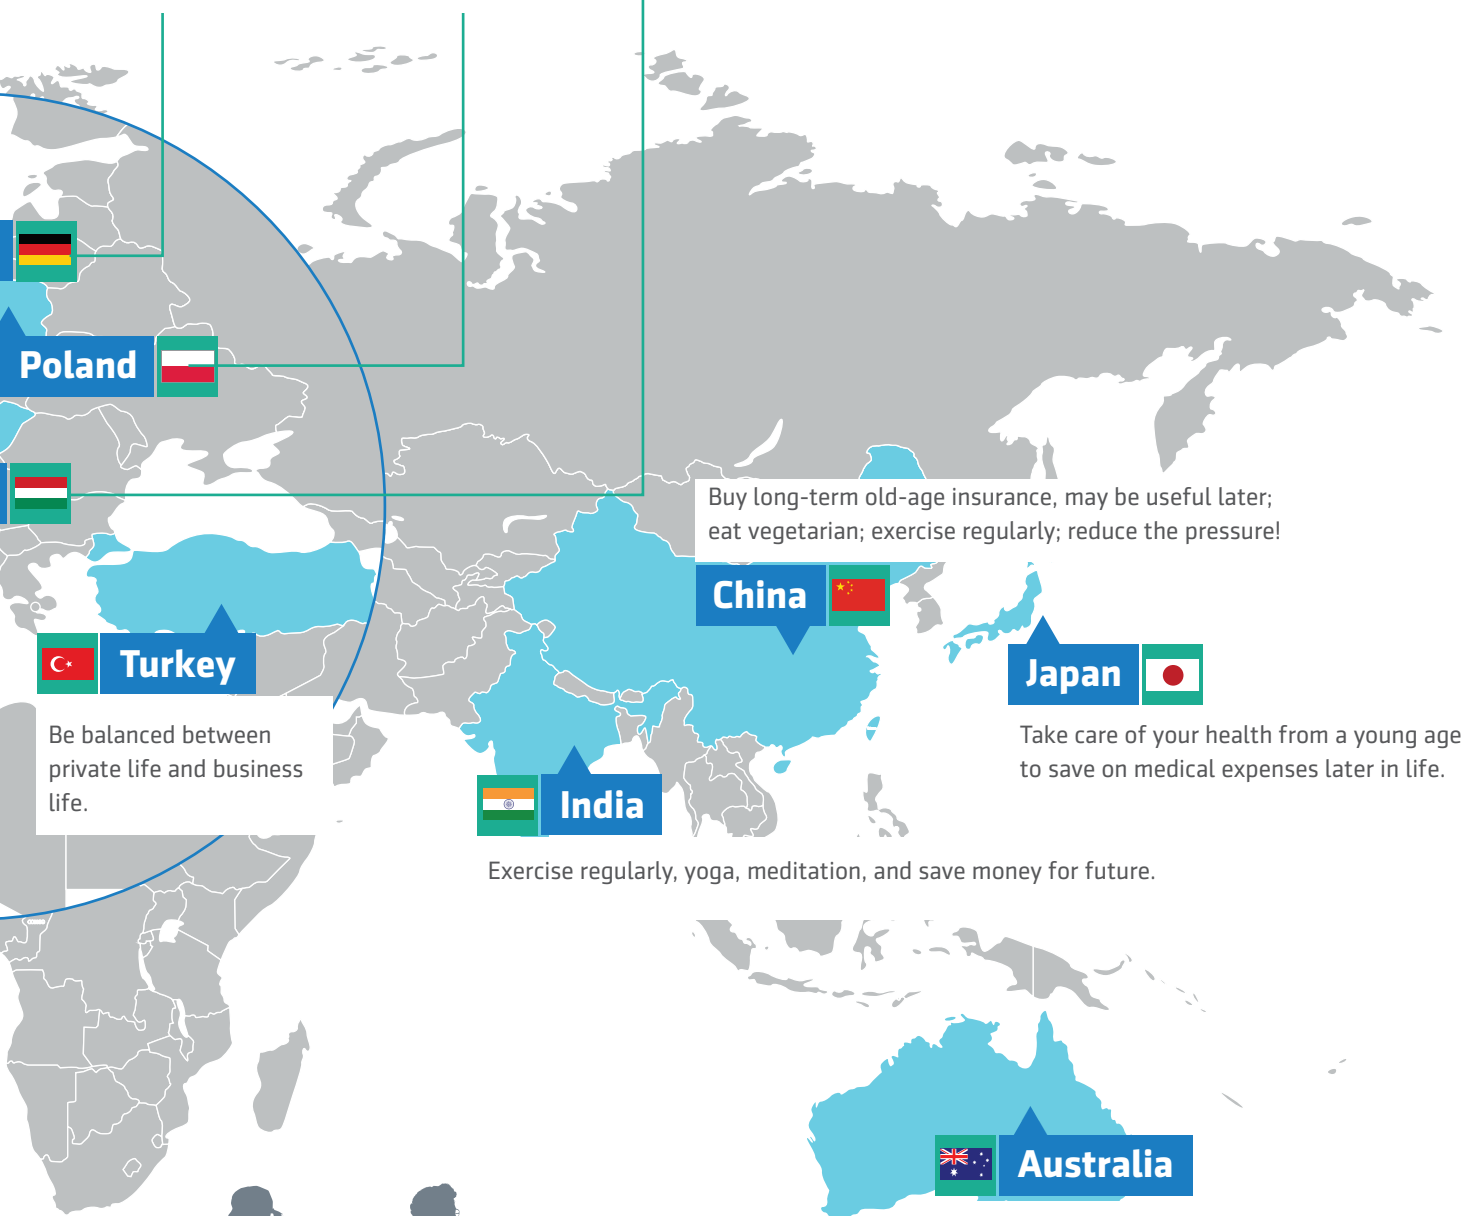 Poland
Buy long-term old-age insurance, may be useful later;
eat vegetarian; exercise regularly; reduce the pressure!
China
Turkey
Be balanced between
private life and business
life.
Japan
Take care of your health from a young age
to save on medical expenses later in life.
India
Exercise regularly, yoga, meditation, and save money for future.
Australia